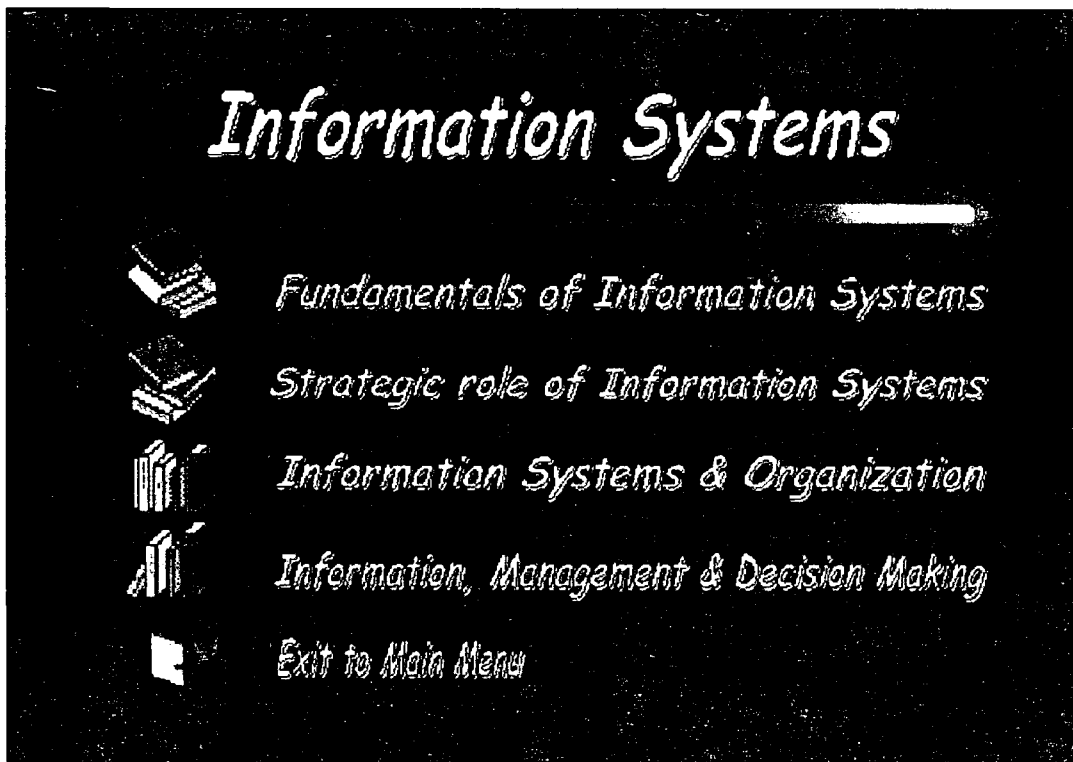 Information Systems
Fundamentals of Information Systems
Strategic role of Information Systems
Information Systems & Organization
Information, Management & Decision Making
Exit to Main Menu